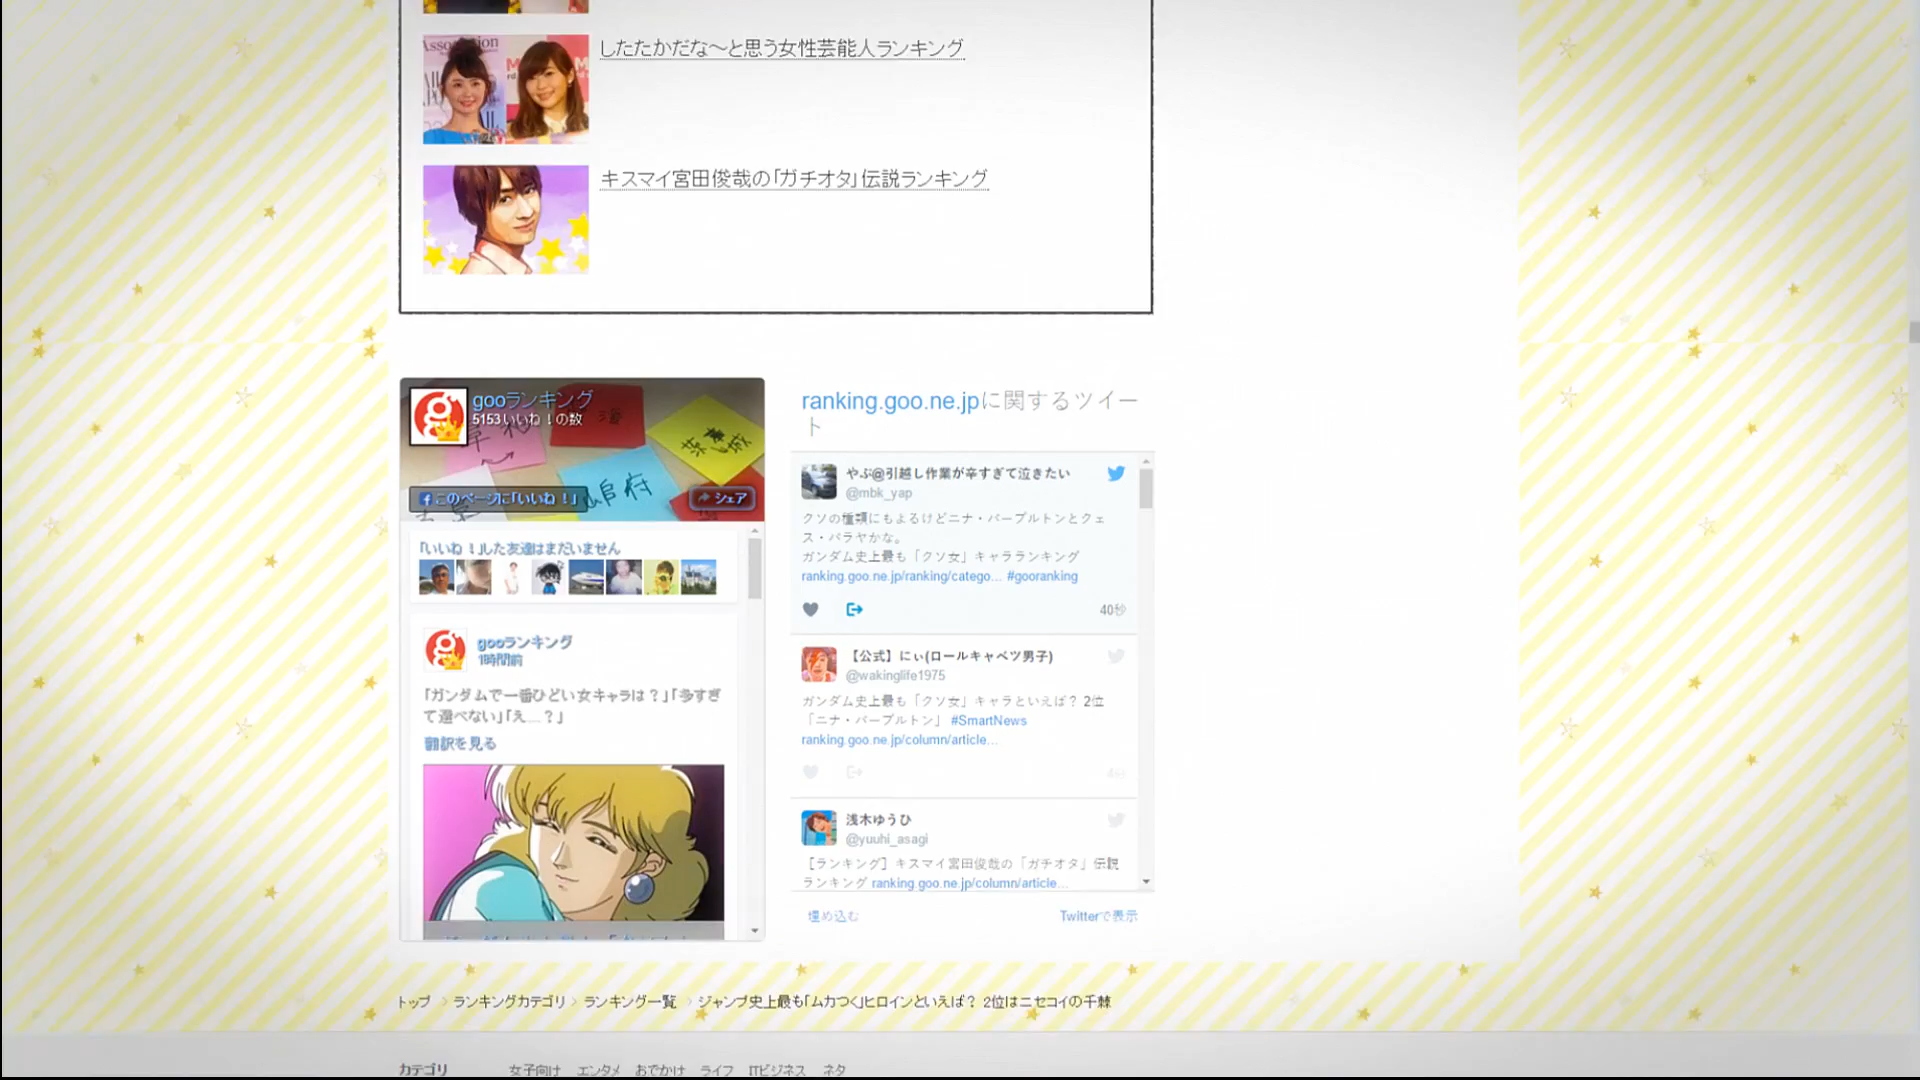 したたかだな～と思う女性芸能人ランキング
キスマイ宮田俊哉の「ガチオタ」伝説ランキング
gooランキング
5153 いいね！の数
このページに「いいね！」
シェア
「いいね！」した友達はまだいません
gooランキング
1時間前
「ガンダムで一番ひどい女キャラは？」「多すぎ
て選べない」「え…？」
翻訳を見る
ranking.goo.ne.jpに関するツイー
ト
やぶ@引越し作業が辛すぎて泣きたい
@mbk_yap
クソの種類にもよるけどニナ・パープルトンとクェ
ス・パラヤかな。
ガンダム史上最も「クソ女」キャラランキング
ranking.goo.ne.jp/ranking/catego… #gooranking
40秒
【公式】にぃ(ロールキャベツ男子)
@wakinglife1975
ガンダム史上最も「クソ女」キャラといえば？ 2位
「ニナ・パープルトン」 #SmartNews
ranking.goo.ne.jp/column/article…
4分
浅木ゆうひ
@yuuhi_asagi
［ランキング］キスマイ宮田俊哉の「ガチオタ」伝説
ランキング ranking.goo.ne.jp/column/article…
埋め込む
Twitterで表示
トップ > ランキングカテゴリ > ランキング一覧 > ジャンプ史上最も「ムカつく」ヒロインといえば？ 2位はニセコイの千棘
カテゴリ 女子向け エンタメ おでかけ ライフ ITビジネス ネタ